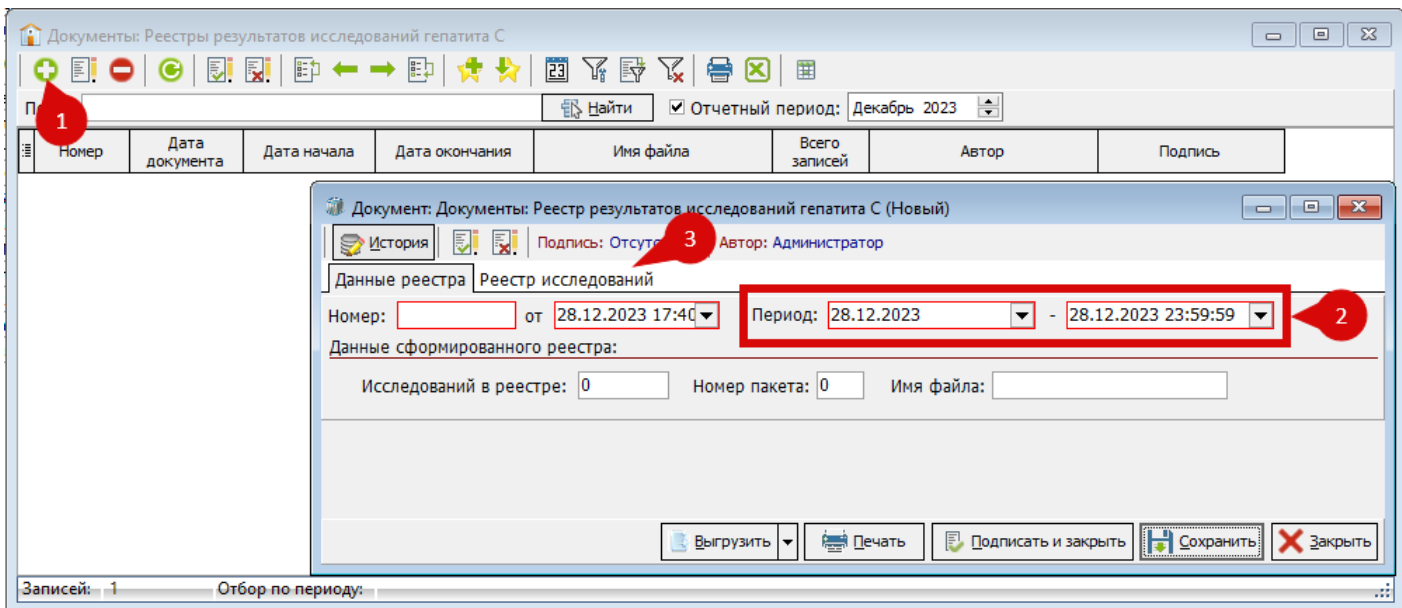 Документы: Реестры результатов исследований гепатита С
23
Найти Отчетный период: Декабрь 2023
1
Номер Дата документа Дата начала Дата окончания Имя файла Всего записей Автор Подпись
Документ: Документы: Реестр результатов исследований гепатита С (Новый)
История Подпись: 3 Автор: Администратор
Данные реестра Реестр исследований
Номер: от 28.12.2023 17:40 Период: 28.12.2023 - 28.12.2023 23:59:59 2
Данные сформированного реестра:
Исследований в реестре: 0 Номер пакета: 0 Имя файла:
Выгрузить Печать Подписать и закрыть Сохранить Закрыть
Записей: 1 Отбор по периоду: